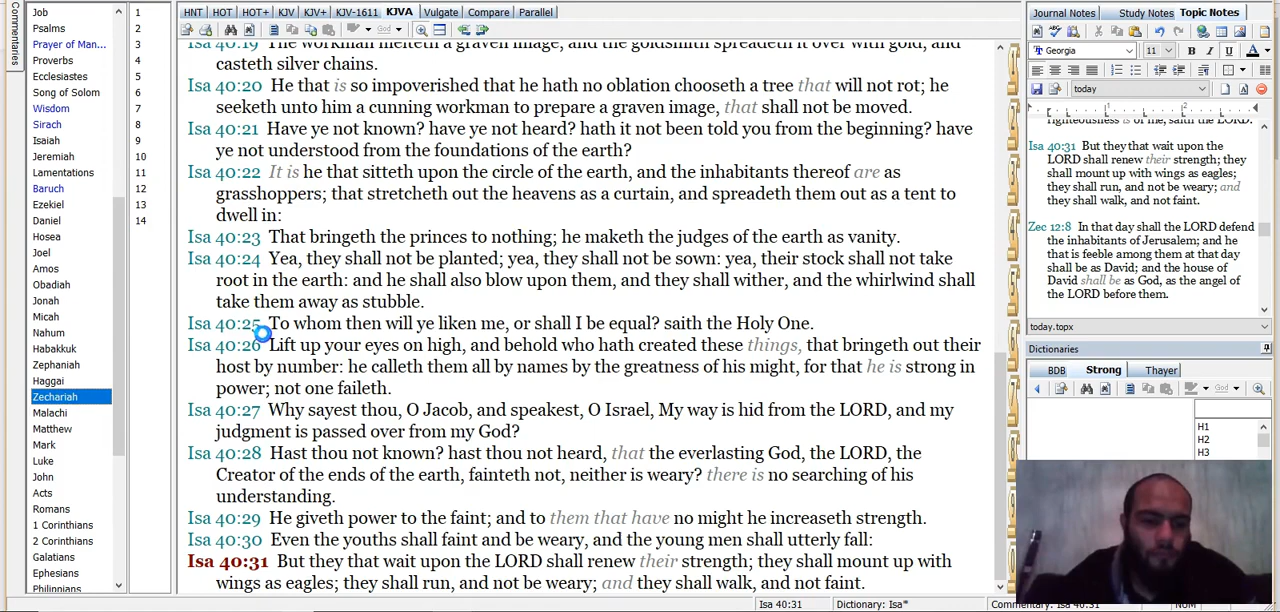 Commentaries
Job
Psalms
Prayer of Man...
Proverbs
Ecclesiastes
Song of Solom
Wisdom
Sirach
Isaiah
Jeremiah
Lamentations
Baruch
Ezekiel
Daniel
Hosea
Joel
Amos
Obadiah
Jonah
Micah
Nahum
Habakkuk
Zephaniah
Haggai
Zechariah
Malachi
Matthew
Mark
Luke
John
Acts
Romans
1 Corinthians
2 Corinthians
Galatians
Ephesians
Philippians
1
2
3
4
5
6
7
8
9
10
11
12
13
14
HNT HOT HOT+ KJV KJV+ KJV-1611 KJVA Vulgate Compare Parallel
God
Isa 40:19 The workman melteth a graven image, and the goldsmith spreadeth it over with gold, and
casteth silver chains.
Isa 40:20 He that is so impoverished that he hath no oblation chooseth a tree that will not rot; he
seeketh unto him a cunning workman to prepare a graven image, that shall not be moved.
Isa 40:21 Have ye not known? have ye not heard? hath it not been told you from the beginning? have
ye not understood from the foundations of the earth?
Isa 40:22 It is he that sitteth upon the circle of the earth, and the inhabitants thereof are as
grasshoppers; that stretcheth out the heavens as a curtain, and spreadeth them out as a tent to
dwell in:
Isa 40:23 That bringeth the princes to nothing; he maketh the judges of the earth as vanity.
Isa 40:24 Yea, they shall not be planted; yea, they shall not be sown: yea, their stock shall not take
root in the earth: and he shall also blow upon them, and they shall wither, and the whirlwind shall
take them away as stubble.
Isa 40:25 To whom then will ye liken me, or shall I be equal? saith the Holy One.
Isa 40:26 Lift up your eyes on high, and behold who hath created these things, that bringeth out their
host by number: he calleth them all by names by the greatness of his might, for that he is strong in
power; not one faileth.
Isa 40:27 Why sayest thou, O Jacob, and speakest, O Israel, My way is hid from the LORD, and my
judgment is passed over from my God?
Isa 40:28 Hast thou not known? hast thou not heard, that the everlasting God, the LORD, the
Creator of the ends of the earth, fainteth not, neither is weary? there is no searching of his
understanding.
Isa 40:29 He giveth power to the faint; and to them that have no might he increaseth strength.
Isa 40:30 Even the youths shall faint and be weary, and the young men shall utterly fall:
Isa 40:31 But they that wait upon the LORD shall renew their strength; they shall mount up with
wings as eagles; they shall run, and not be weary; and they shall walk, and not faint.
Isa 40:31 Dictionary: Isa* Commentary: Isa 40:31 NUM
Journal Notes Study Notes Topic Notes
Georgia 11 B I U A
today
righteousness is of me, saith the LORD.
Isa 40:31 But they that wait upon the
LORD shall renew their strength; they
shall mount up with wings as eagles;
they shall run, and not be weary; and
they shall walk, and not faint.
Zec 12:8 In that day shall the LORD defend
the inhabitants of Jerusalem; and he
that is feeble among them at that day
shall be as David; and the house of
David shall be as God, as the angel of
the LORD before them.
today.topx
Dictionaries
BDB Strong Thayer
God
H1
H2
H3